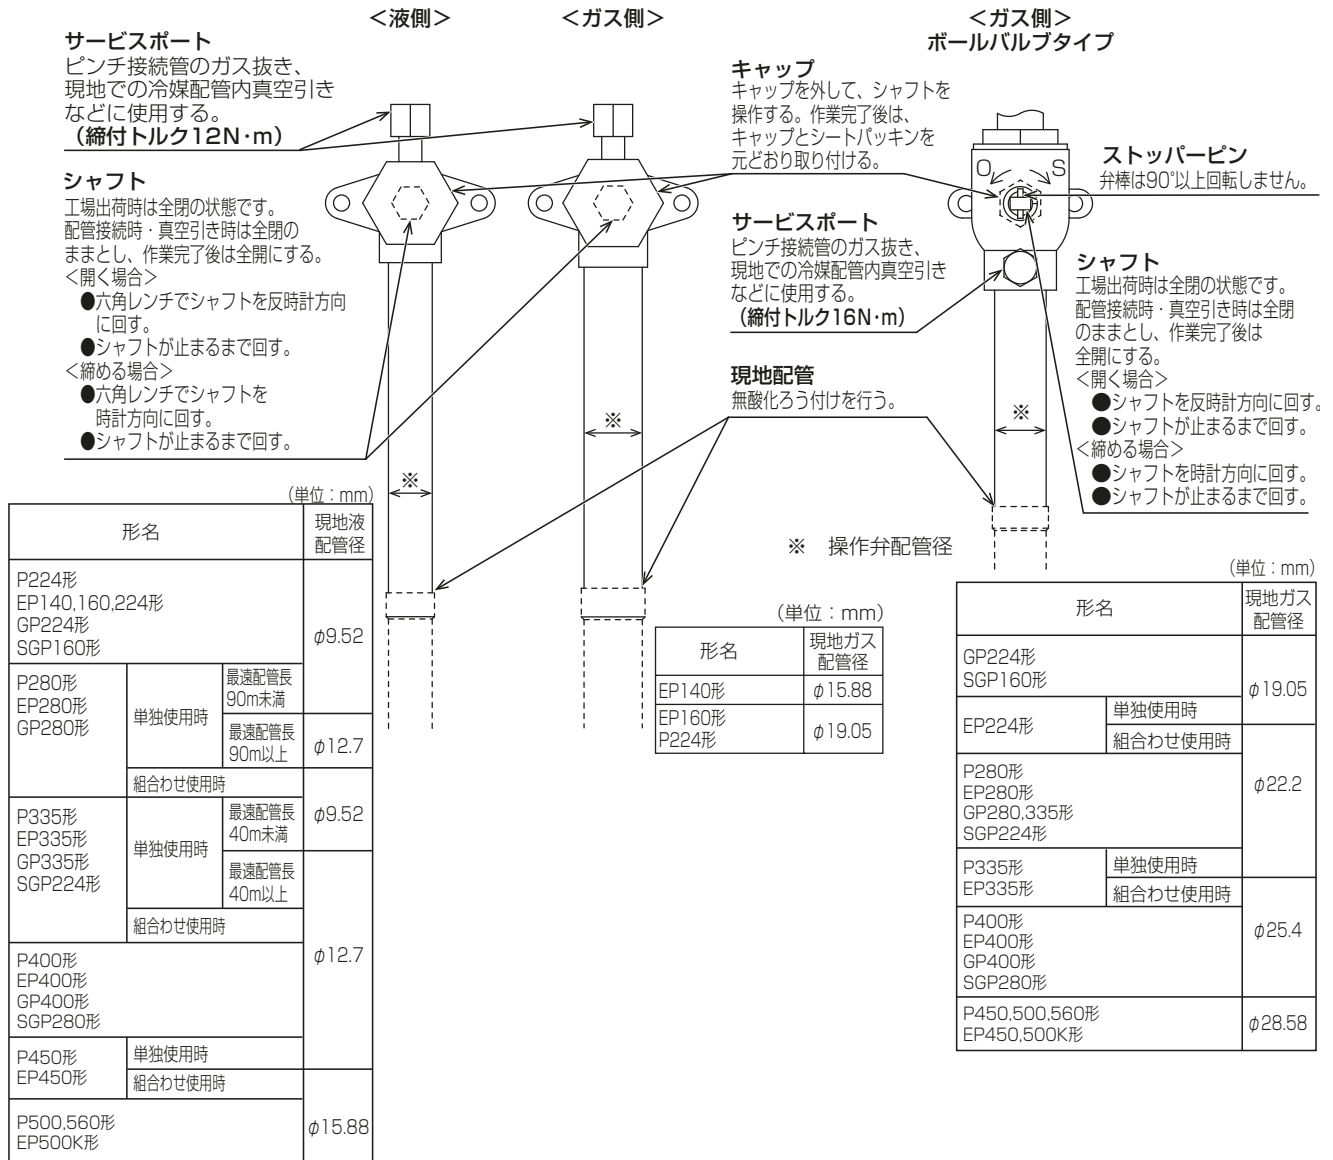 ＜液側＞
＜ガス側＞
＜ガス側＞
ボールバルブタイプ
サービスポート
ピンチ接続管のガス抜き、
現地での冷媒配管内真空引き
などに使用する。
（締付トルク12N・m）
シャフト
工場出荷時は全閉の状態です。
配管接続時・真空引き時は全閉の
ままとし、作業完了後は全開にする。
＜開く場合＞
●六角レンチでシャフトを反時計方向
に回す。
●シャフトが止まるまで回す。
＜締める場合＞
●六角レンチでシャフトを
時計方向に回す。
●シャフトが止まるまで回す。
キャップ
キャップを外して、シャフトを
操作する。作業完了後は、
キャップとシートパッキンを
元どおり取り付ける。
サービスポート
ピンチ接続管のガス抜き、
現地での冷媒配管内真空引き
などに使用する。
（締付トルク16N・m）
現地配管
無酸化ろう付けを行う。
O S
ストッパーピン
弁棒は90°以上回転しません。
シャフト
工場出荷時は全閉の状態です。
配管接続時・真空引き時は全閉
のままとし、作業完了後は
全開にする。
＜開く場合＞
●シャフトを反時計方向に回す。
●シャフトが止まるまで回す。
＜締める場合＞
●シャフトを時計方向に回す。
●シャフトが止まるまで回す。
※
※
※
※ 操作弁配管径
（単位：mm）
形名
現地液
配管径
P224形
EP140,160,224形
GP224形
SGP160形
φ9.52
P280形
EP280形
GP280形
単独使用時
最遠配管長
90m未満
最遠配管長
90m以上
φ12.7
組合わせ使用時
φ9.52
P335形
EP335形
GP335形
SGP224形
単独使用時
最遠配管長
40m未満
最遠配管長
40m以上
組合わせ使用時
φ12.7
P400形
EP400形
GP400形
SGP280形
P450形
EP450形
単独使用時
組合わせ使用時
P500,560形
EP500K形
φ15.88
（単位：mm）
形名
現地ガス
配管径
EP140形
φ15.88
EP160形
P224形
φ19.05
（単位：mm）
形名
現地ガス
配管径
GP224形
SGP160形
φ19.05
EP224形
単独使用時
組合わせ使用時
P280形
EP280形
GP280,335形
SGP224形
φ22.2
P335形
EP335形
単独使用時
組合わせ使用時
P400形
EP400形
GP400形
SGP280形
φ25.4
P450,500,560形
EP450,500K形
φ28.58